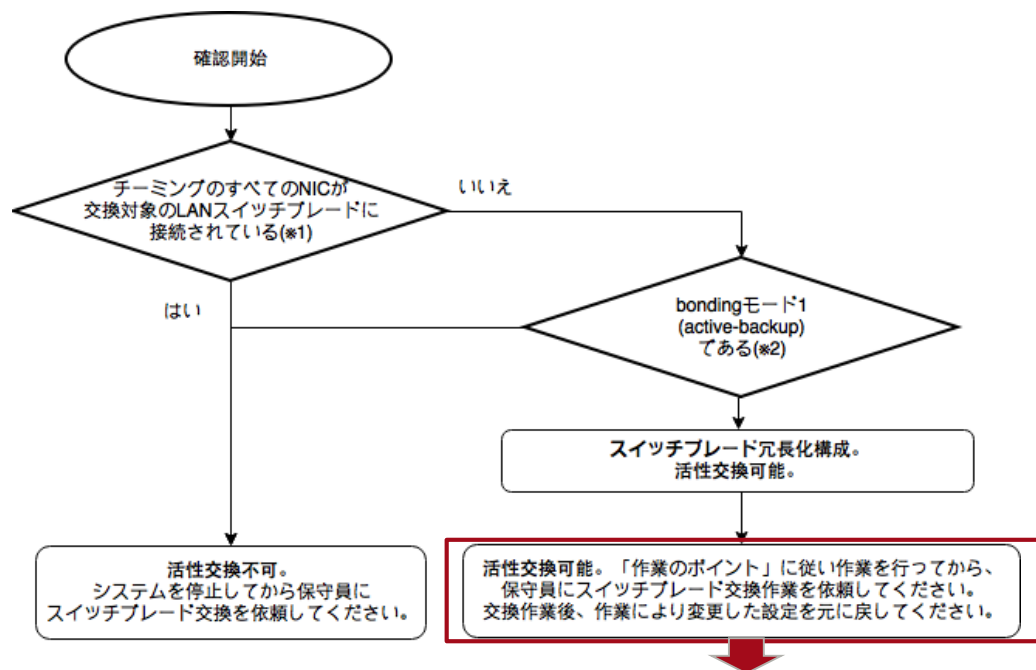 確認開始
チーミングのすべてのNICが
交換対象のLANスイッチブレードに
接続されている(※1)
いいえ
はい
bondingモード1
(active-backup)
である(※2)
スイッチブレード冗長化構成。
活性交換可能。
活性交換不可。
システムを停止してから保守員に
スイッチブレード交換を依頼してください。
活性交換可能。「作業のポイント」に従い作業を行ってから、
保守員にスイッチブレード交換作業を依頼してください。
交換作業後、作業により変更した設定を元に戻してください。